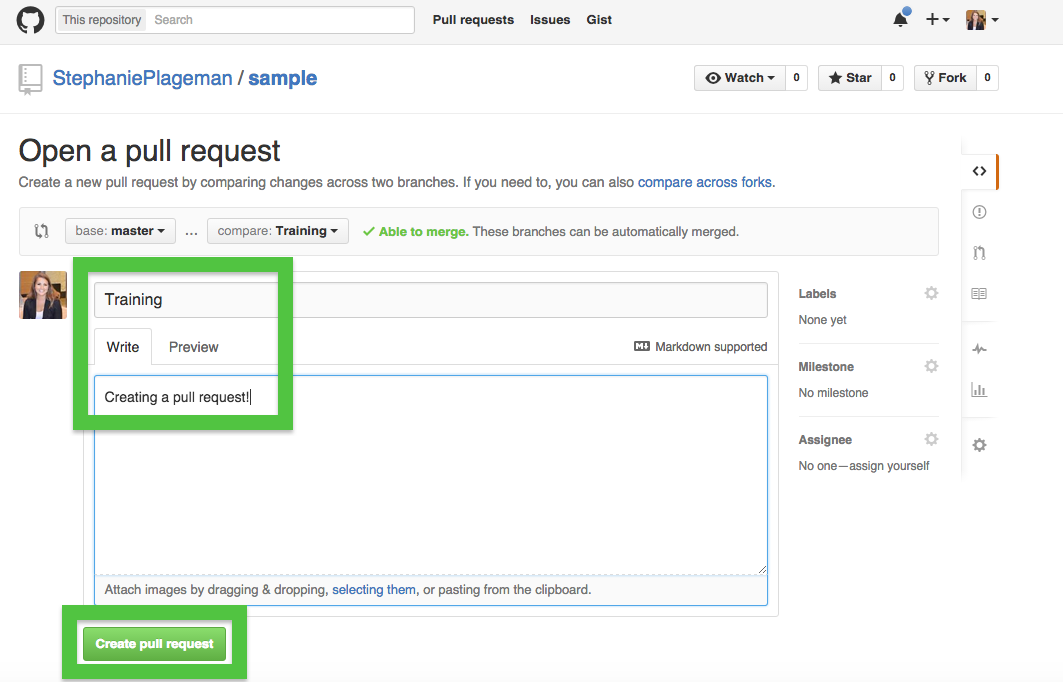 This repository Search Pull requests Issues Gist
StephaniePlageman / sample Watch 0 Star 0 Fork 0
Open a pull request
Create a new pull request by comparing changes across two branches. If you need to, you can also compare across forks.
base: master ... compare: Training Able to merge. These branches can be automatically merged.
Training
Write Preview Markdown supported
Creating a pull request!
Attach images by dragging & dropping, selecting them, or pasting from the clipboard.
Create pull request
Labels
None yet
Milestone
No milestone
Assignee
No one—assign yourself